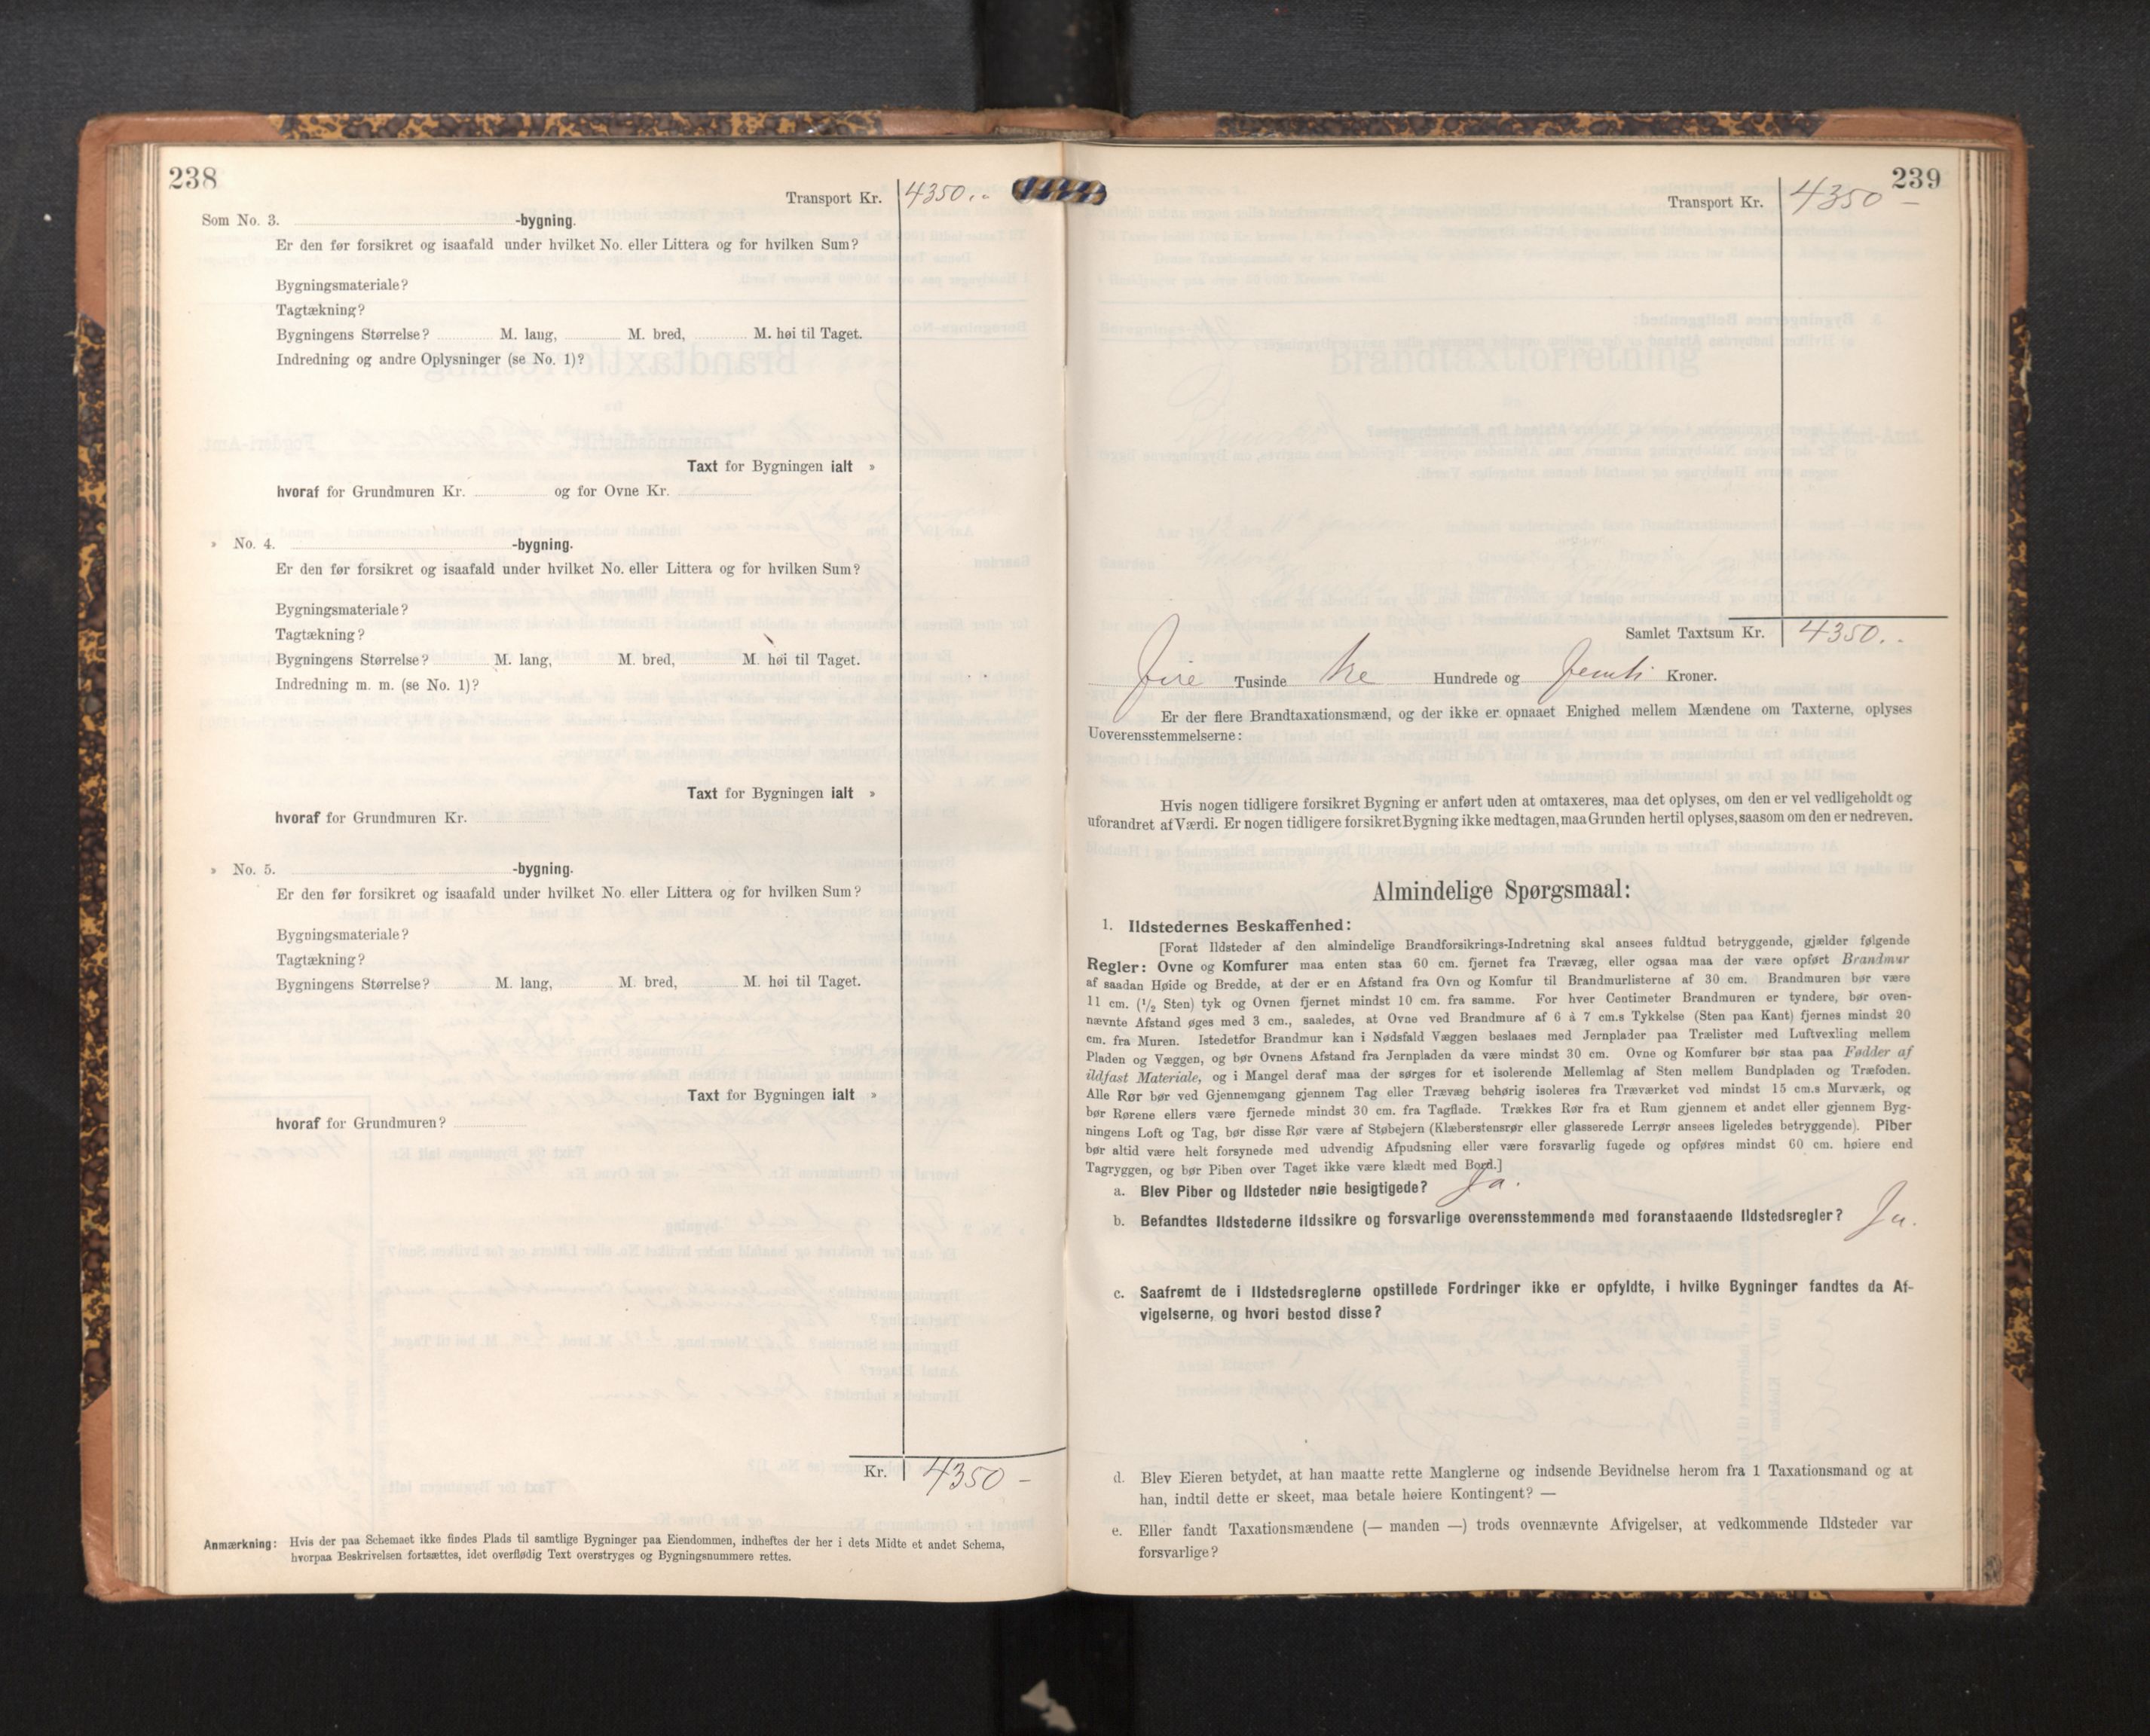 238
Transport Kr. 4350..
Som No. 3. -bygning.
Er den før forsikret og isaafald under hvilket No. eller Littera og for hvilken Sum?
Bygningsmateriale?
Tagtækning?
Bygningens Størrelse? M. lang, M. bred, M. høi til Taget.
Indredning og andre Oplysninger (se No. 1)?
Taxt for Bygningen ialt »
hvoraf for Grundmuren Kr. og for Ovne Kr.
» No. 4. -bygning.
Er den før forsikret og isaafald under hvilket No. eller Littera og for hvilken Sum?
Bygningsmateriale?
Tagtækning?
Bygningens Størrelse? M. lang, M. bred, M. høi til Taget.
Indredning m. m. (se No. 1)?
Taxt for Bygningen ialt »
hvoraf for Grundmuren Kr.
» No. 5. -bygning.
Er den før forsikret og isaafald under hvilket No. eller Littera og for hvilken Sum?
Bygningsmateriale?
Tagtækning?
Bygningens Størrelse? M. lang, M. bred, M. høi til Taget.
Taxt for Bygningen ialt »
hvoraf for Grundmuren?
Kr. 4350 –
Anmærkning: Hvis der paa Schemaet ikke findes Plads til samtlige Bygninger paa Eiendommen, indheftes der her i dets Midte et andet Schema,
hvorpaa Beskrivelsen fortsættes, idet overflødig Text overstryges og Bygningsnummere rettes.
239
Transport Kr. 4350 –
Samlet Taxtsum Kr. 4350..
Fire Tusinde tre Hundrede og femti Kroner.
Er der flere Brandtaxationsmænd, og der ikke er opnaaet Enighed mellem Mændene om Taxterne, oplyses
Uoverensstemmelserne:
Hvis nogen tidligere forsikret Bygning er anført uden at omtaxeres, maa det oplyses, om den er vel vedligeholdt og
uforandret af Værdi. Er nogen tidligere forsikret Bygning ikke medtagen, maa Grunden hertil oplyses, saasom om den er nedreven.
Almindelige Spørgsmaal:
1. Ildstedernes Beskaffenhed:
[Forat Ildsteder af den almindelige Brandforsikrings-Indretning skal ansees fuldtud betryggende, gjælder følgende
Regler: Ovne og Komfurer maa enten staa 60 cm. fjernet fra Trævæg, eller ogsaa maa der være opført Brandmur
af saadan Høide og Bredde, at der er en Afstand fra Ovn og Komfur til Brandmurlisterne af 30 cm. Brandmuren bør være
11 cm. (1/2 Sten) tyk og Ovnen fjernet mindst 10 cm. fra samme. For hver Centimeter Brandmuren er tyndere, bør oven-
nævnte Afstand øges med 3 cm., saaledes, at Ovne ved Brandmure af 6 à 7 cm.s Tykkelse (Sten paa Kant) fjernes mindst 20
cm. fra Muren. Istedetfor Brandmur kan i Nødsfald Væggen beslaaes med Jernplader paa Trælister med Luftvexling mellem
Pladen og Væggen, og bør Ovnens Afstand fra Jernpladen da være mindst 30 cm. Ovne og Komfurer bør staa paa Fødder af
ildfast Materiale, og i Mangel deraf maa der sørges for et isolerende Mellemlag af Sten mellem Bundpladen og Træfoden.
Alle Rør bør ved Gjennemgang gjennem Tag eller Trævæg behørig isoleres fra Træværket ved mindst 15 cm.s Murværk, og
bør Rørene ellers være fjernede mindst 30 cm. fra Tagflade. Trækkes Rør fra et Rum gjennem et andet eller gjennem Byg-
ningens Loft og Tag, bør disse Rør være af Støbejern (Klæberstensrør eller glasserede Lerrør ansees ligeledes betryggende). Piber
bør altid være helt forsynede med udvendig Afpudsning eller være forsvarlig fugede og opføres mindst 60 cm. høiere end
Tagryggen, og bør Piben over Taget ikke være klædt med Bord.]
a. Blev Piber og Ildsteder nøie besigtigede? Ja.
b. Befandtes Ildstederne ildssikre og forsvarlige overensstemmende med foranstaaende Ildstedsregler? Ja.
c. Saafremt de i Ildstedsreglerne opstillede Fordringer ikke er opfyldte, i hvilke Bygninger fandtes da Af-
vigelserne, og hvori bestod disse?
d. Blev Eieren betydet, at han maatte rette Manglerne og indsende Bevidnelse herom fra 1 Taxationsmand og at
han, indtil dette er skeet, maa betale høiere Kontingent? —
e. Eller fandt Taxationsmændene (— manden —) trods ovennævnte Afvigelser, at vedkommende Ildsteder var
forsvarlige?